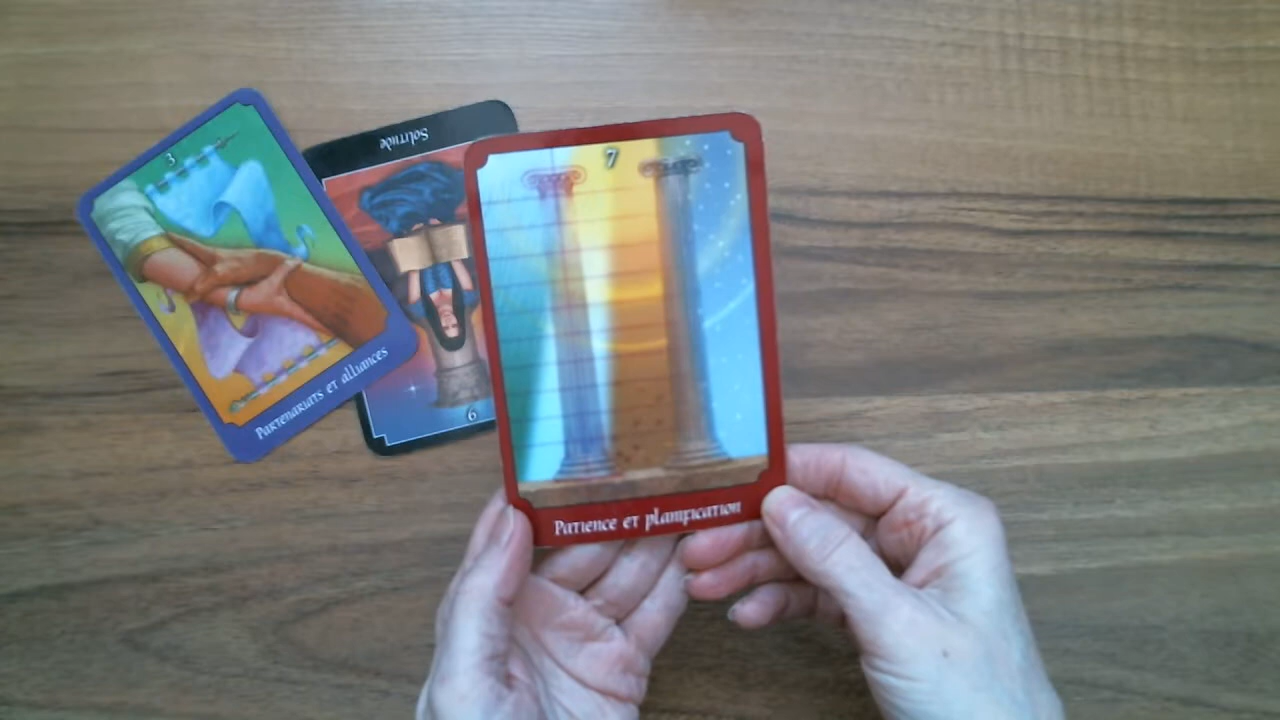 3
Partenariats et alliances
Solitude
6
7
Patience et planification